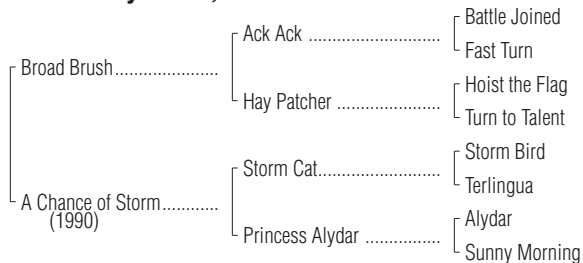 Battle Joined
Ack Ack ....................................
Fast Turn
Broad Brush.......................
Hoist the Flag
Hay Patcher ............................
Turn to Talent
Storm Bird
Storm Cat.................................
Terlingua
A Chance of Storm............
(1990)
Alydar
Princess Alydar ....................
Sunny Morning